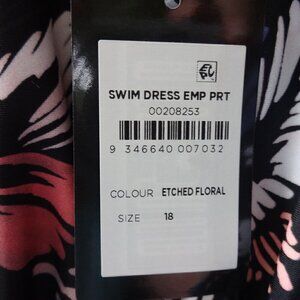 SWIM DRESS EMP PRT
00208253
9 346640 007032
COLOUR ETCHED FLORAL
SIZE 18